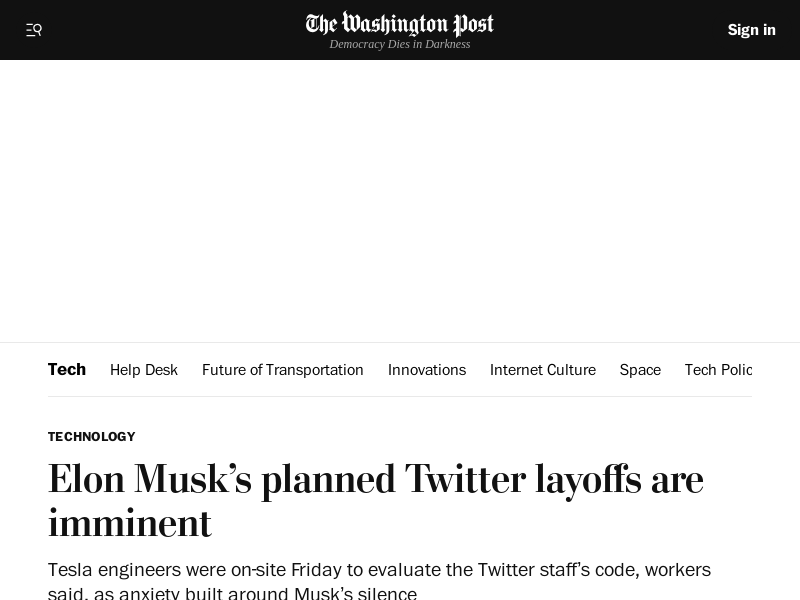 The Washington Post
Democracy Dies in Darkness
Sign in
Tech Help Desk Future of Transportation Innovations Internet Culture Space Tech Polic
TECHNOLOGY
Elon Musk’s planned Twitter layoffs are
imminent
Tesla engineers were on-site Friday to evaluate the Twitter staff’s code, workers
said, as anxiety built around Musk’s silence